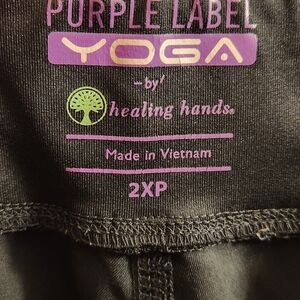 PURPLE LABEL
YOGA
-by
healing hands®
Made in Vietnam
2XP